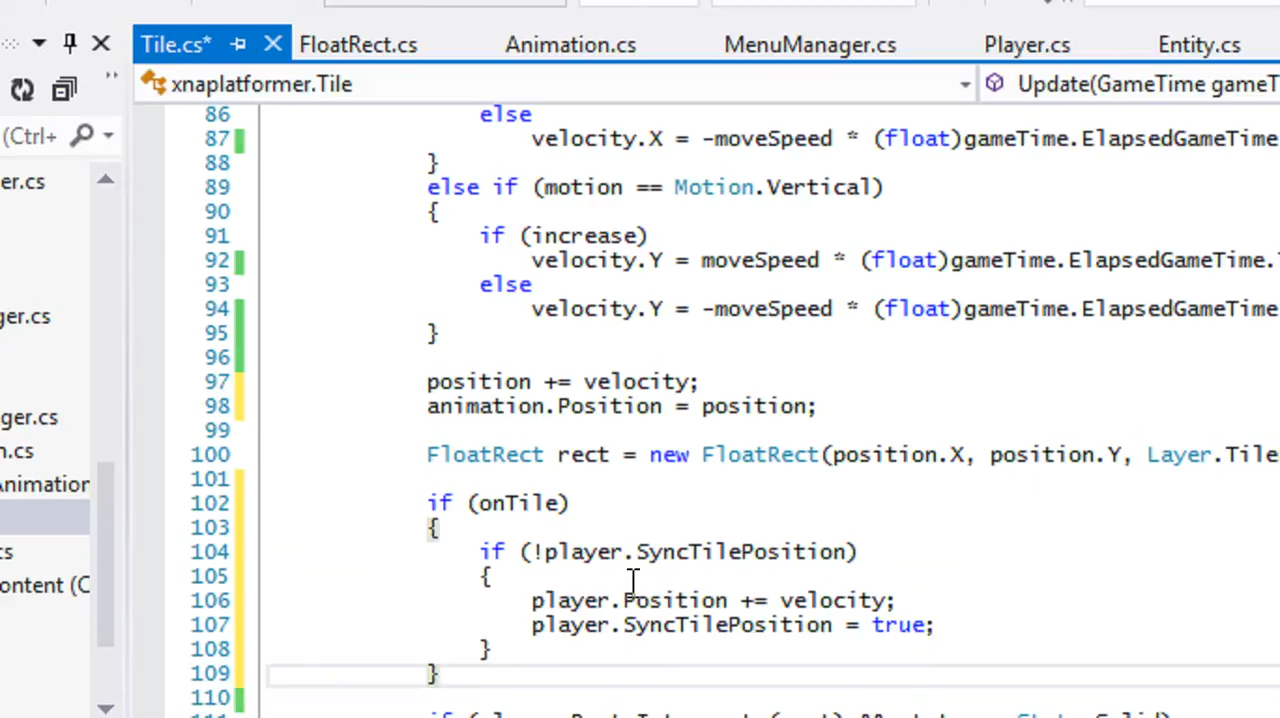 Tile.cs* FloatRect.cs Animation.cs MenuManager.cs Player.cs Entity.cs
xnaplatformer.Tile Update(GameTime gameT
(Ctrl+
er.cs
ger.cs
ager.cs
n.cs
Animation
cs
ontent (C
86 else
87 velocity.X = -moveSpeed * (float)gameTime.ElapsedGameTime
88 }
89 else if (motion == Motion.Vertical)
90 {
91 if (increase)
92 velocity.Y = moveSpeed * (float)gameTime.ElapsedGameTime.
93 else
94 velocity.Y = -moveSpeed * (float)gameTime.ElapsedGameTime
95 }
96
97 position += velocity;
98 animation.Position = position;
99
100 FloatRect rect = new FloatRect(position.X, position.Y, Layer.Tile
101
102 if (onTile)
103 {
104 if (!player.SyncTilePosition)
105 {
106 player.Position += velocity;
107 player.SyncTilePosition = true;
108 }
109 }
110